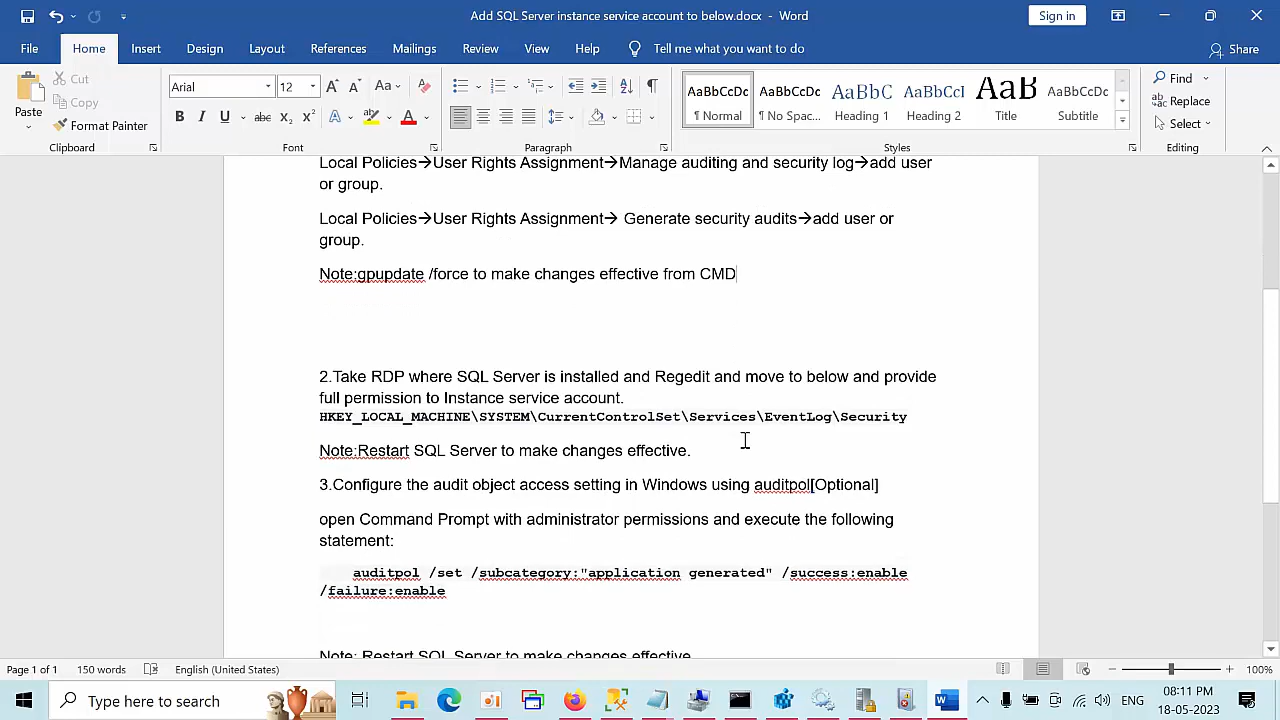 Add SQL Server instance service account to below.docx - Word
Sign in
File Home Insert Design Layout References Mailings Review View Help Tell me what you want to do Share
Paste
Cut
Copy
Format Painter
Clipboard
Arial 12
Font
Paragraph
AaBbCcDc AaBbCcDc AaBbC AaBbCcI AaB AaBbCcDc
¶ Normal ¶ No Spac... Heading 1 Heading 2 Title Subtitle
Styles
Find
Replace
Select
Editing
Local Policies→User Rights Assignment→Manage auditing and security log→add user
or group.
Local Policies→User Rights Assignment→ Generate security audits→add user or
group.
Note:gpupdate /force to make changes effective from CMD
2.Take RDP where SQL Server is installed and Regedit and move to below and provide
full permission to Instance service account.
HKEY_LOCAL_MACHINE\SYSTEM\CurrentControlSet\Services\EventLog\Security
Note:Restart SQL Server to make changes effective.
3.Configure the audit object access setting in Windows using auditpol[Optional]
open Command Prompt with administrator permissions and execute the following
statement:
auditpol /set /subcategory:"application generated" /success:enable
/failure:enable
Note: Restart SQL Server to make changes effective.
Page 1 of 1 150 words English (United States) 100%
Type here to search
ENG
08:11 PM
18-05-2023